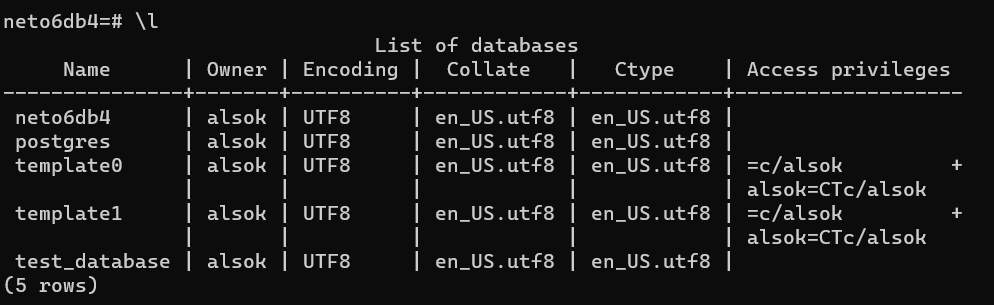 neto6db4=# \l
                               List of databases
     Name      | Owner | Encoding |  Collate   |   Ctype    | Access privileges
---------------+-------+----------+------------+------------+-------------------
 neto6db4      | alsok | UTF8     | en_US.utf8 | en_US.utf8 |
 postgres      | alsok | UTF8     | en_US.utf8 | en_US.utf8 |
 template0     | alsok | UTF8     | en_US.utf8 | en_US.utf8 | =c/alsok         +
               |       |          |            |            | alsok=CTc/alsok
 template1     | alsok | UTF8     | en_US.utf8 | en_US.utf8 | =c/alsok         +
               |       |          |            |            | alsok=CTc/alsok
 test_database | alsok | UTF8     | en_US.utf8 | en_US.utf8 |
(5 rows)